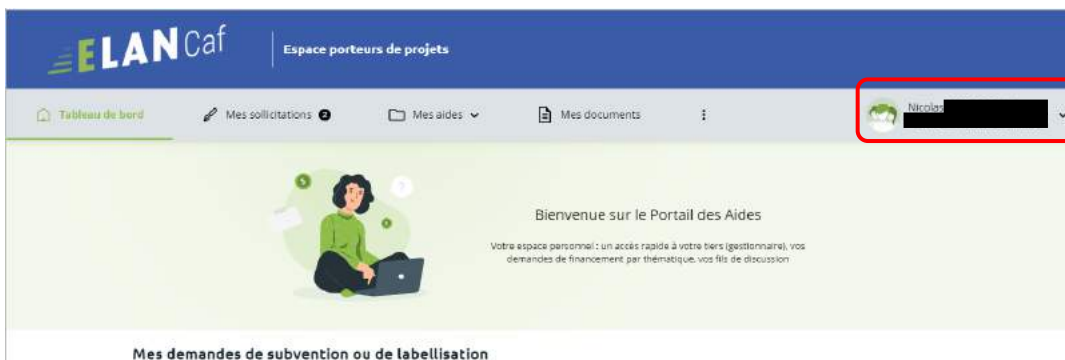 ELANCaf
Espace porteurs de projets
Tableau de bord
Mes sollicitations 2
Mes aides
Mes documents
Nicolas
Bienvenue sur le Portail des Aides
Votre espace personnel : un accès rapide à votre tiers (gestionnaire), vos
demandes de financement par thématique, vos fils de discussion
Mes demandes de subvention ou de labellisation